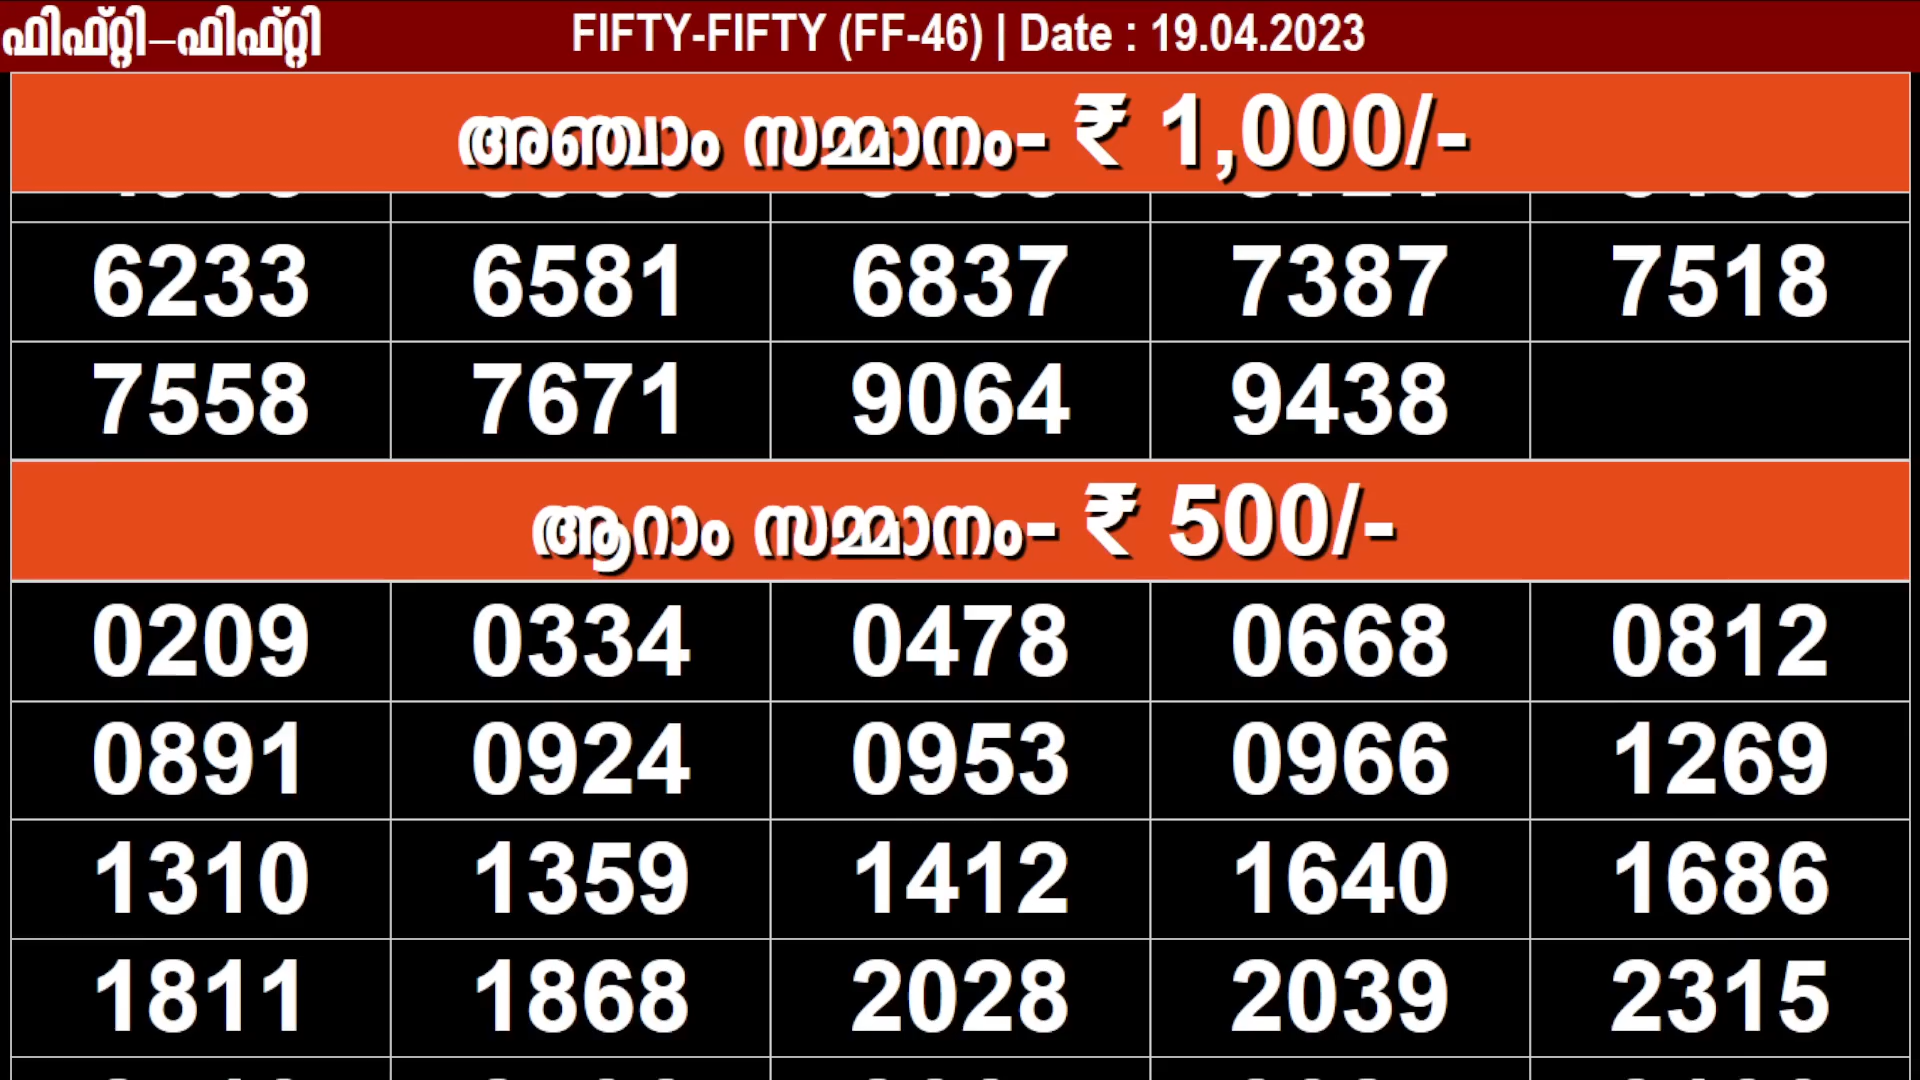 ഫിഫ്റ്റി–ഫിഫ്റ്റി FIFTY-FIFTY (FF-46) | Date : 19.04.2023
അഞ്ചാം സമ്മാനം- ₹ 1,000/-
6233 6581 6837 7387 7518
7558 7671 9064 9438
ആറാം സമ്മാനം- ₹ 500/-
0209 0334 0478 0668 0812
0891 0924 0953 0966 1269
1310 1359 1412 1640 1686
1811 1868 2028 2039 2315